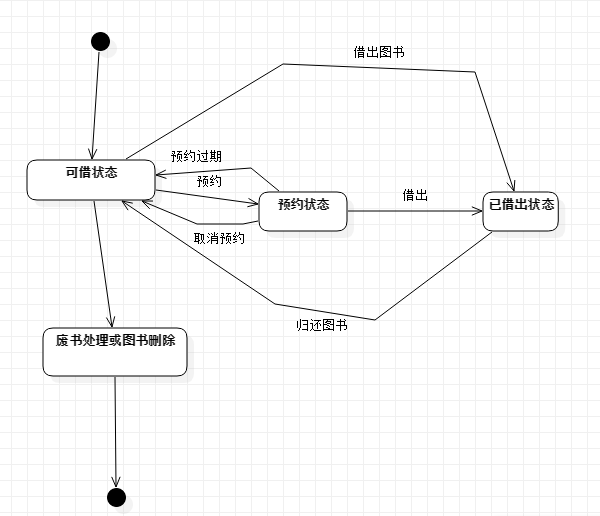 借出图书
预约过期
可借状态
预约
借出
预约状态
已借出状态
取消预约
归还图书
废书处理或图书删除